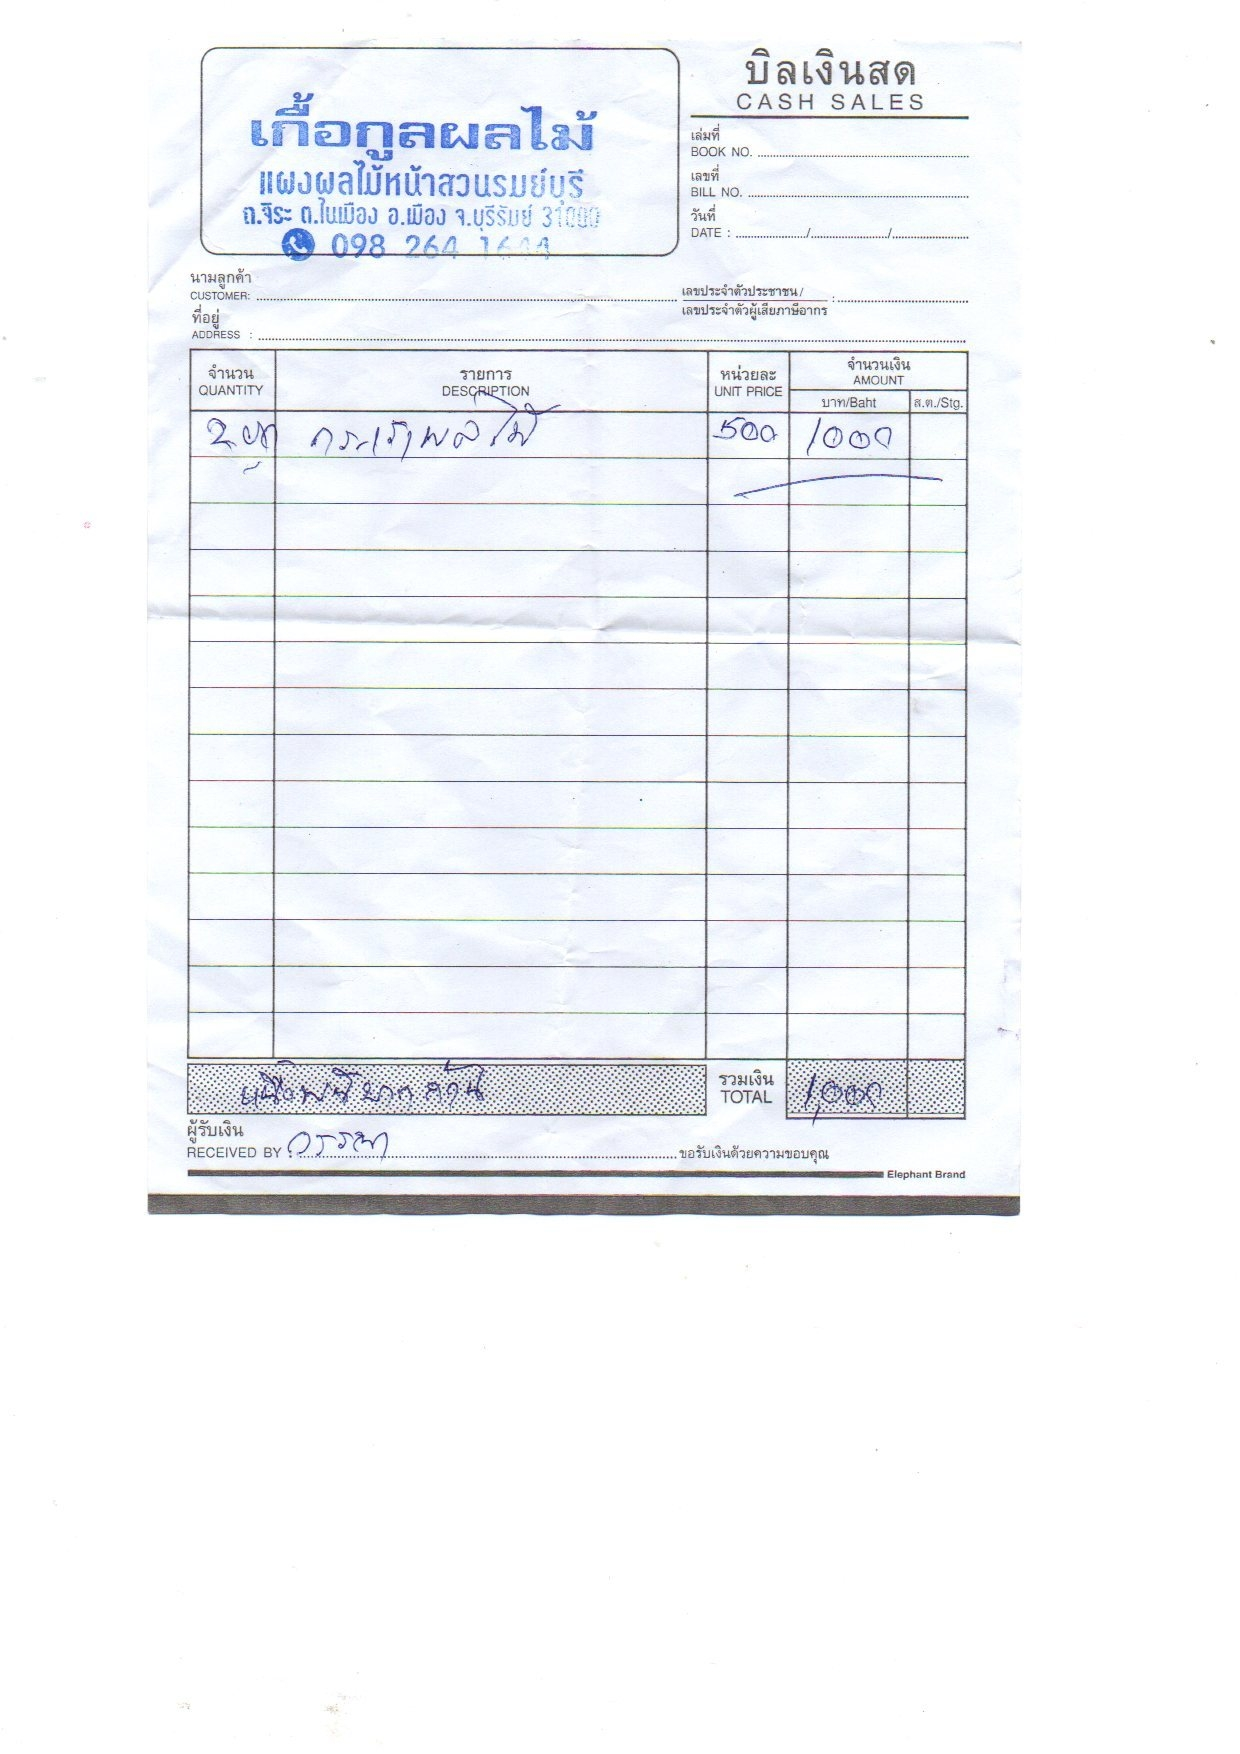 บิลเงินสด
CASH SALES
เกื้อกูลผลไม้
แผงผลไม้หน้าสวนรมย์บุรี
ถ.จิระ ต.ในเมือง อ.เมือง จ.บุรีรัมย์ 31000
098 264 1644
เล่มที่
BOOK NO.
เลขที่
BILL NO.
วันที่
DATE : / /
นามลูกค้า
CUSTOMER:
เลขประจำตัวประชาชน/ :
เลขประจำตัวผู้เสียภาษีอากร
ที่อยู่
ADDRESS :
จำนวน รายการ หน่วยละ จำนวนเงิน
QUANTITY DESCRIPTION UNIT PRICE AMOUNT
บาท/Baht ส.ต./Stg.
2 กระเช้าผลไม้ 500 1000
หนึ่งพันบาทถ้วน
รวมเงิน 1,000
TOTAL
ผู้รับเงิน
RECEIVED BY :
ขอรับเงินด้วยความขอบคุณ
Elephant Brand